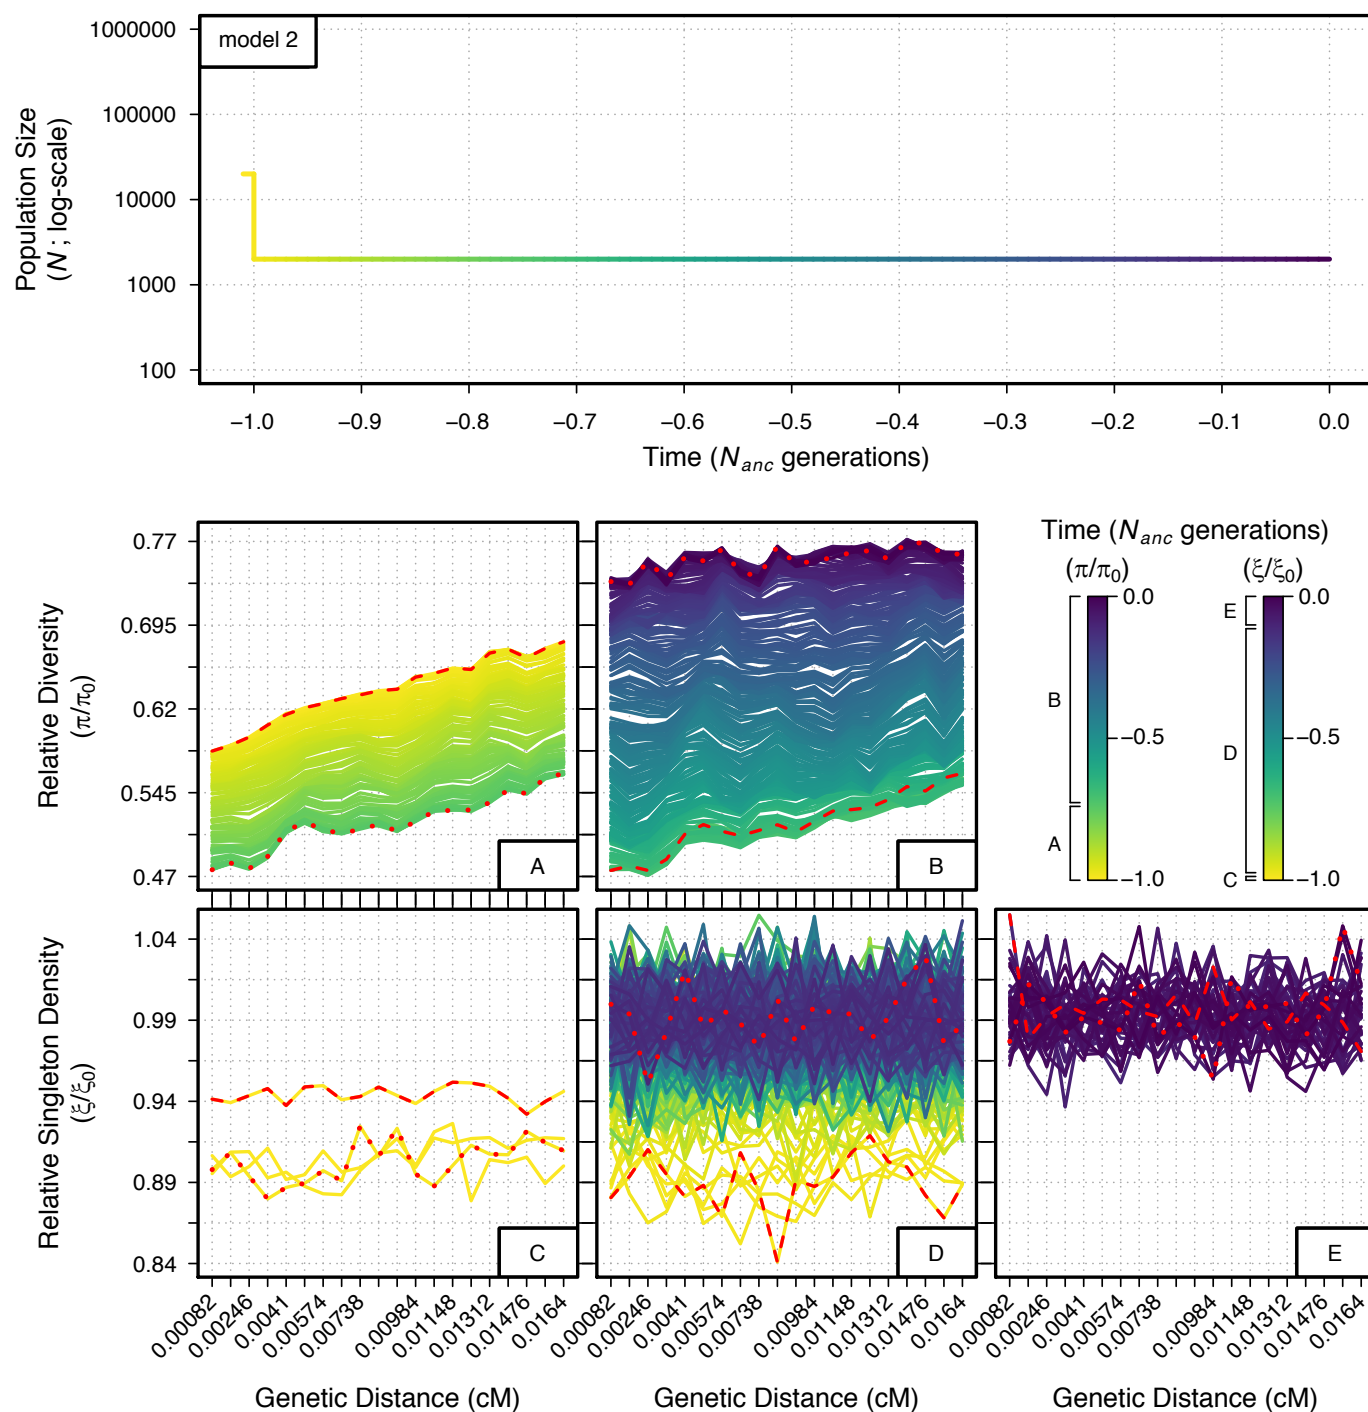 model 2
1000000
100000
10000
1000
100
Population Size
(N ; log-scale)
−1.0 −0.9 −0.8 −0.7 −0.6 −0.5 −0.4 −0.3 −0.2 −0.1 0.0
Time (Nanc generations)
0.77
0.695
0.62
0.545
0.47
Relative Diversity
(π/π0)
A
B
Time (Nanc generations)
(π/π0) (ξ/ξ0)
0.0
−0.5
−1.0
B
A
0.0
−0.5
−1.0
E
D
C
1.04
0.99
0.94
0.89
0.84
Relative Singleton Density
(ξ/ξ0)
C
D
E
0.00082 0.00246 0.0041 0.00574 0.00738 0.00984 0.01148 0.01312 0.01476 0.0164
0.00082 0.00246 0.0041 0.00574 0.00738 0.00984 0.01148 0.01312 0.01476 0.0164
0.00082 0.00246 0.0041 0.00574 0.00738 0.00984 0.01148 0.01312 0.01476 0.0164
Genetic Distance (cM)
Genetic Distance (cM)
Genetic Distance (cM)